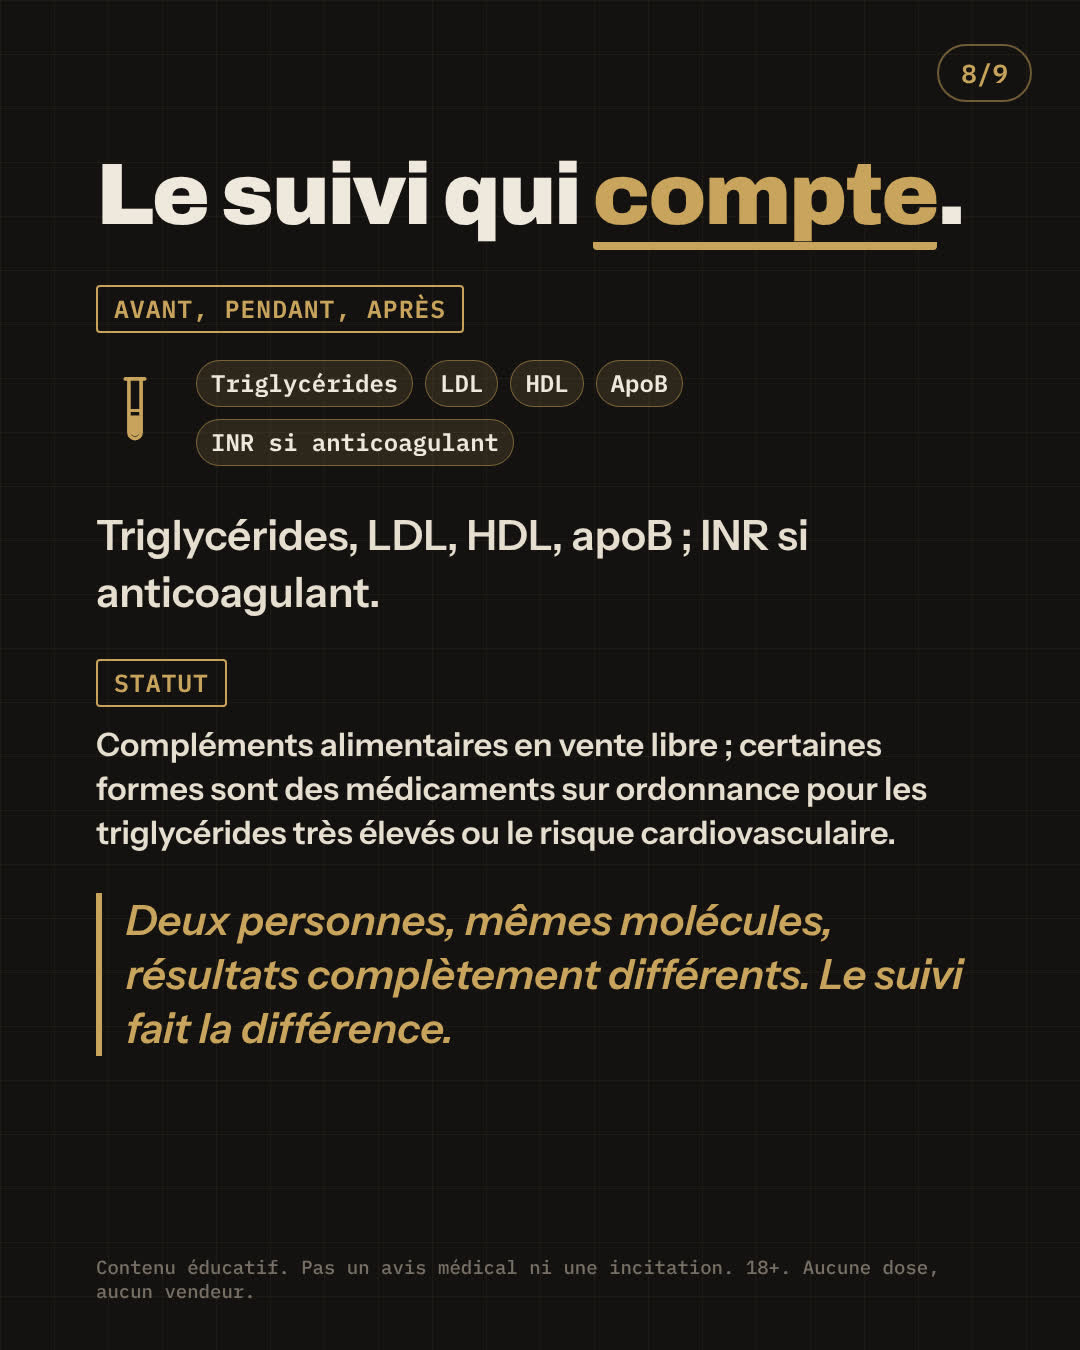 8/9
Le suivi qui compte.
AVANT, PENDANT, APRÈS
Triglycérides LDL HDL ApoB
INR si anticoagulant
Triglycérides, LDL, HDL, apoB ; INR si
anticoagulant.
STATUT
Compléments alimentaires en vente libre ; certaines
formes sont des médicaments sur ordonnance pour les
triglycérides très élevés ou le risque cardiovasculaire.
Deux personnes, mêmes molécules,
résultats complètement différents. Le suivi
fait la différence.
Contenu éducatif. Pas un avis médical ni une incitation. 18+. Aucune dose,
aucun vendeur.